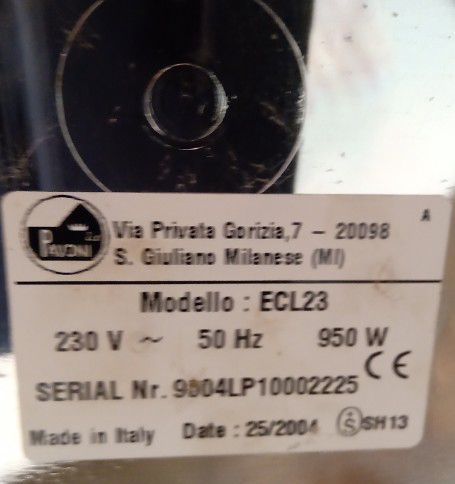 A
PAVONI
Via Privata Gorizia,7 – 20098
S. Giuliano Milanese (MI)
Modello : ECL23
230 V ~ 50 Hz 950 W
CE
SERIAL Nr. 9804LP10002225
Made in Italy Date : 25/2004 S SH13